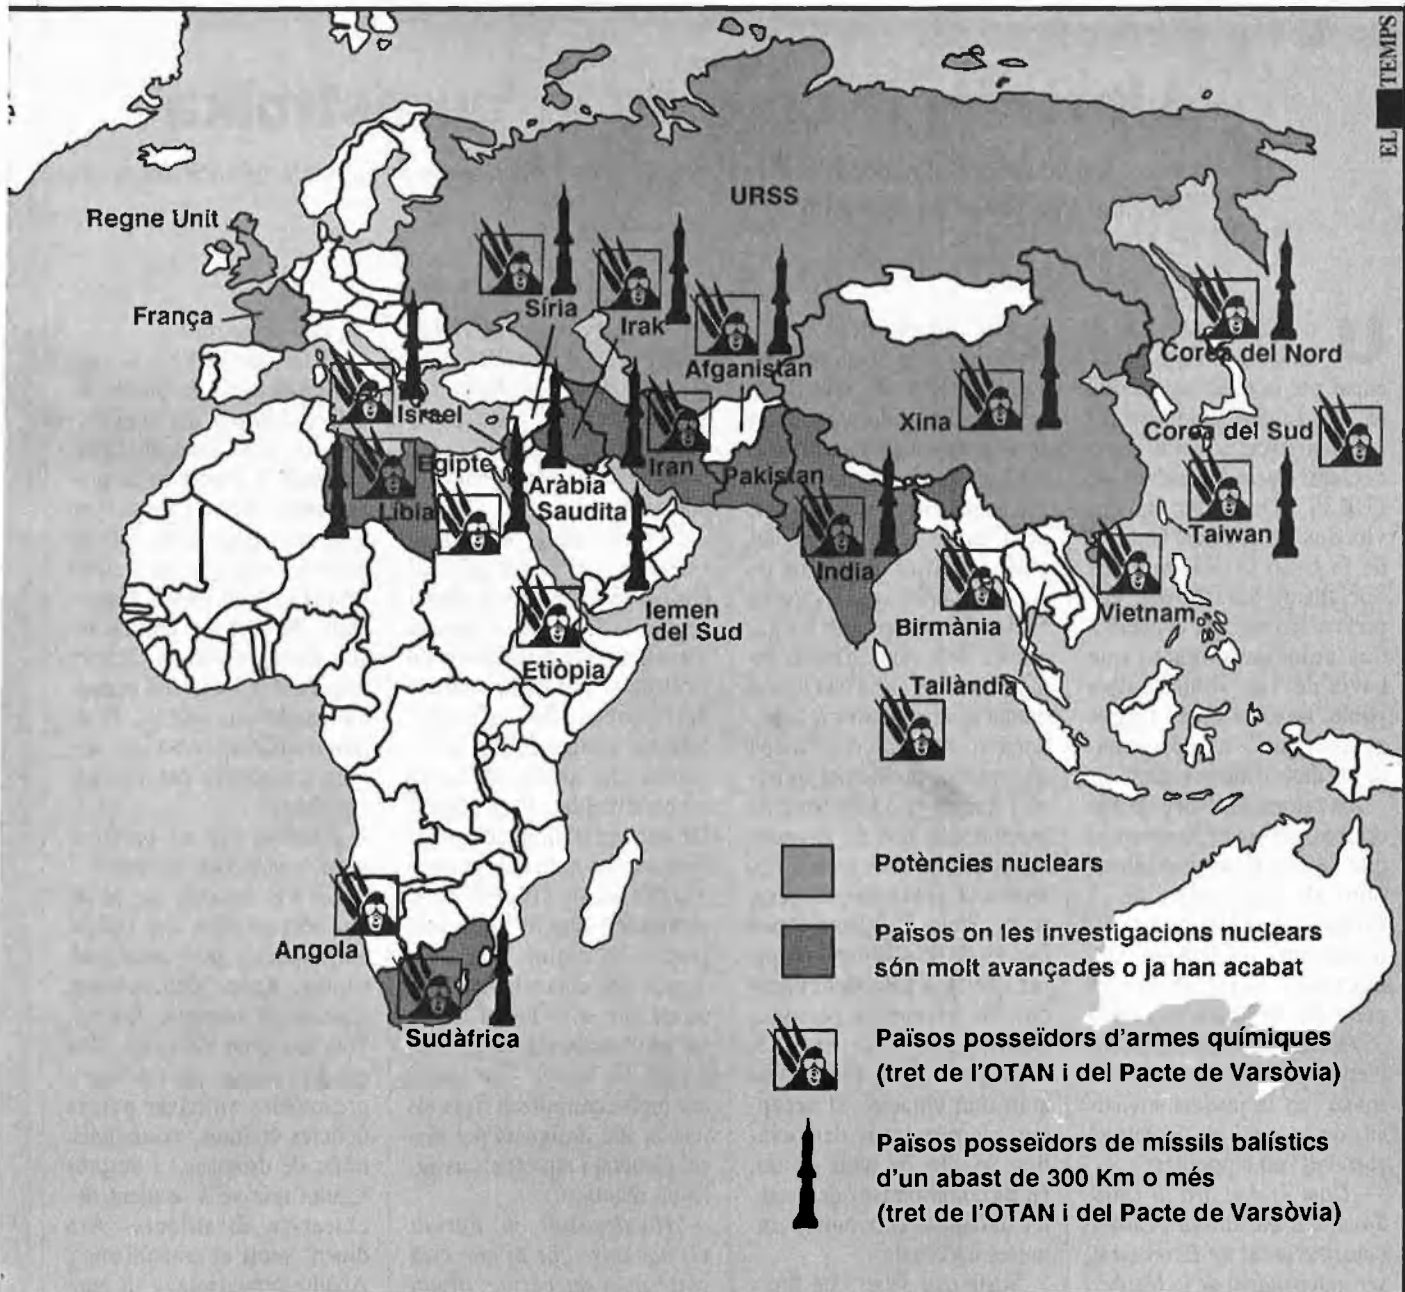 EL TEMPS
URSS
Regne Unit
França
Síria
Irak
Afganistan
Corea del Nord
Xina
Israel
Corea del Sud
Egipte
Iran
Pakistan
Aràbia
Saudita
Líbia
Taiwan
India
Iemen
del Sud
Birmània
Vietnam
Etiòpia
Tailàndia
Angola
Sudàfrica
Potències nuclears
Països on les investigacions nuclears
són molt avançades o ja han acabat
Països posseïdors d'armes químiques
(tret de l'OTAN i del Pacte de Varsòvia)
Països posseïdors de míssils balístics
d'un abast de 300 Km o més
(tret de l'OTAN i del Pacte de Varsòvia)